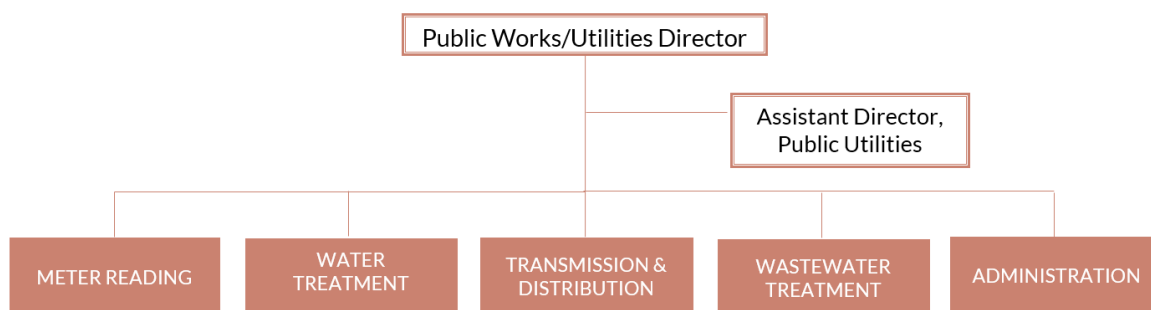 Public Works/Utilities Director
Assistant Director,
Public Utilities
METER READING
WATER
TREATMENT
TRANSMISSION &
DISTRIBUTION
WASTEWATER
TREATMENT
ADMINISTRATION